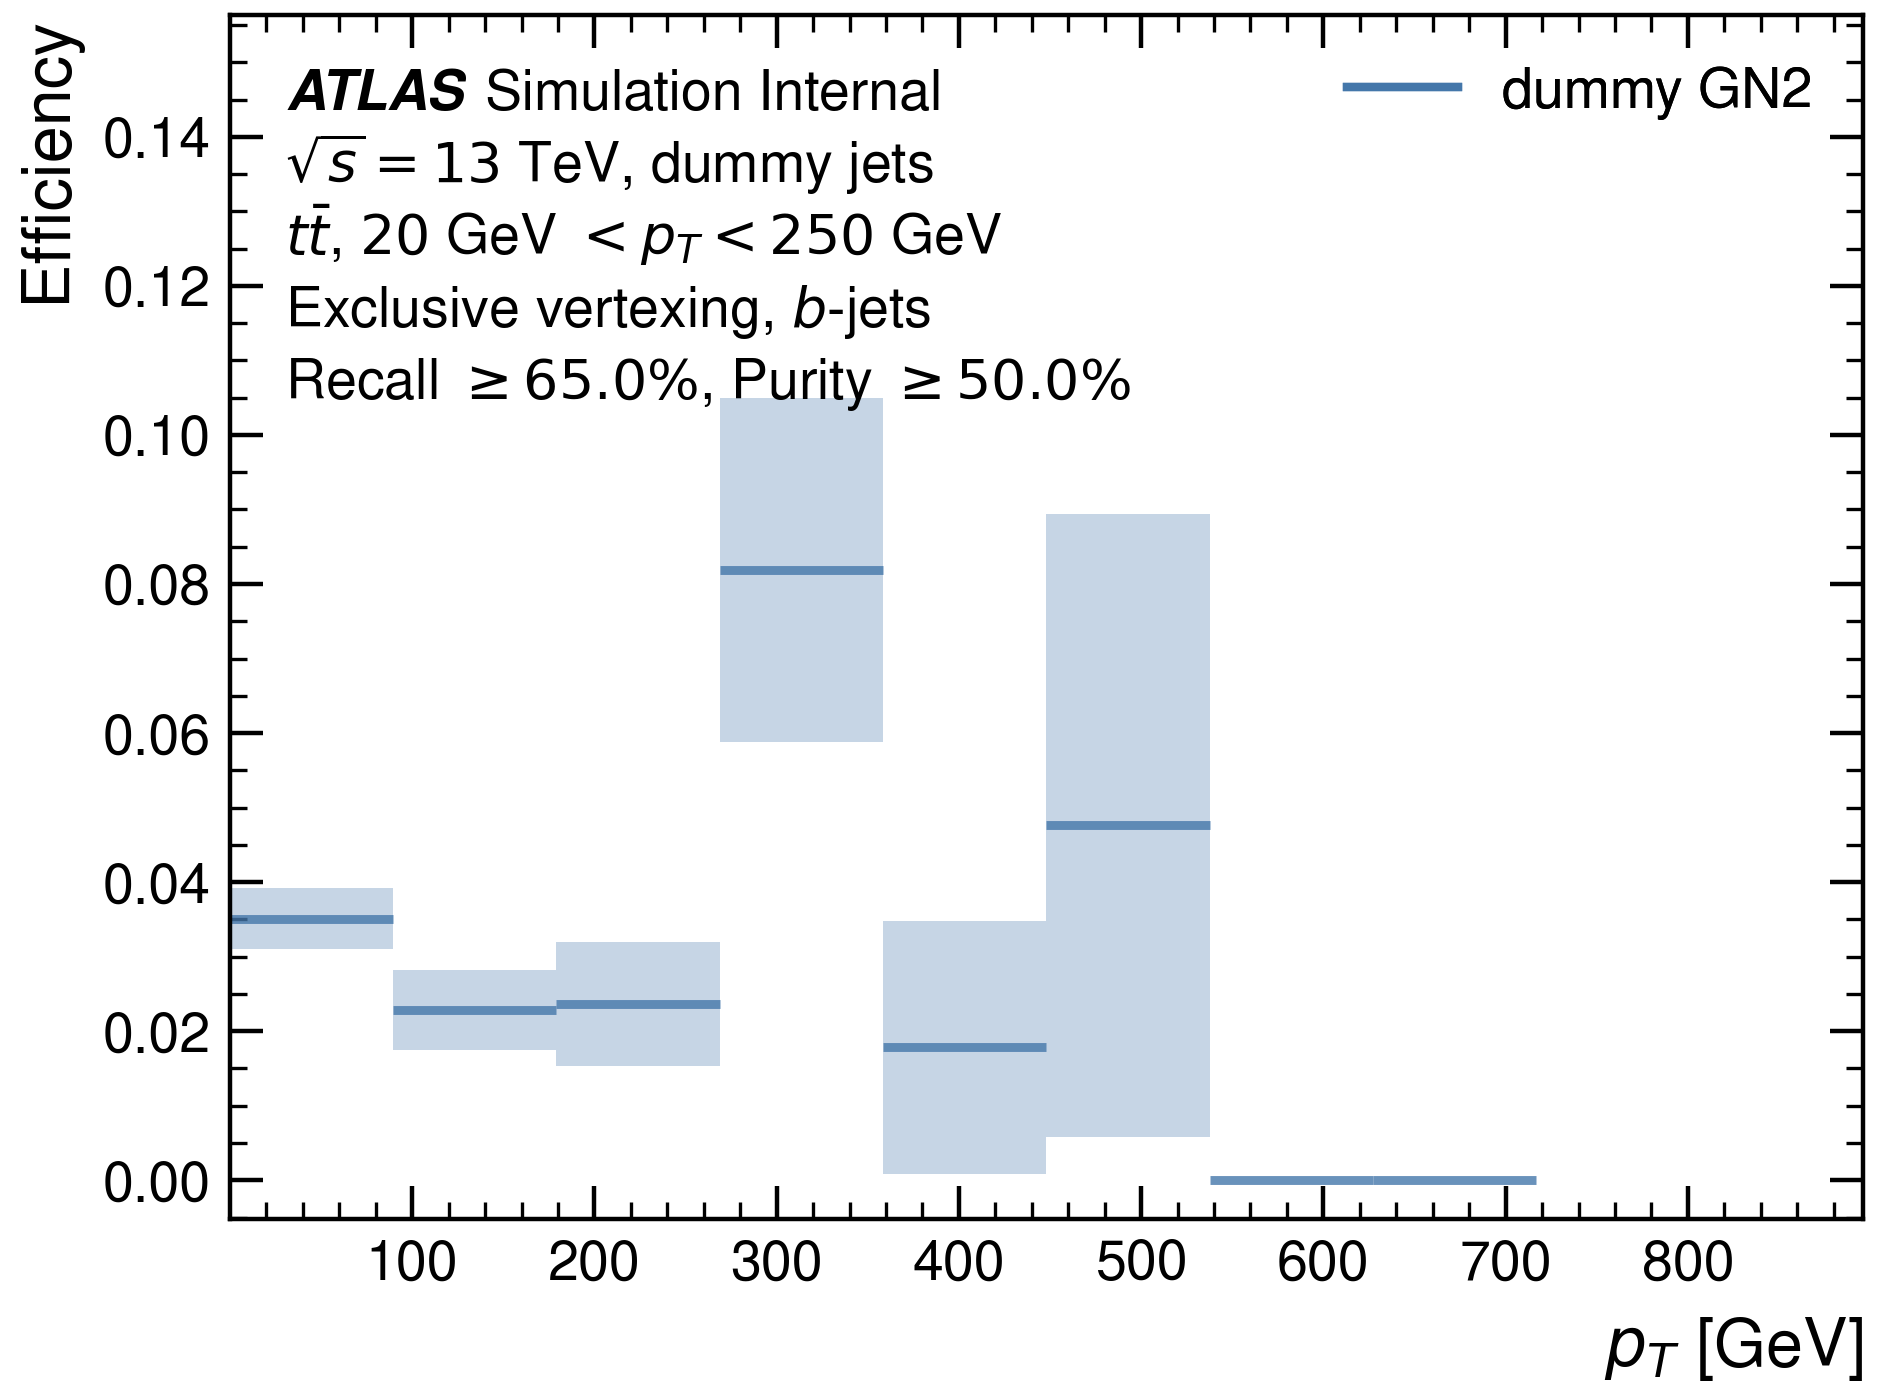 Efficiency
ATLAS Simulation Internal
√s = 13 TeV, dummy jets
tt̄, 20 GeV < p_T < 250 GeV
Exclusive vertexing, b-jets
Recall ≥ 65.0%, Purity ≥ 50.0%
dummy GN2
0.14
0.12
0.10
0.08
0.06
0.04
0.02
0.00
100 200 300 400 500 600 700 800
p_T [GeV]